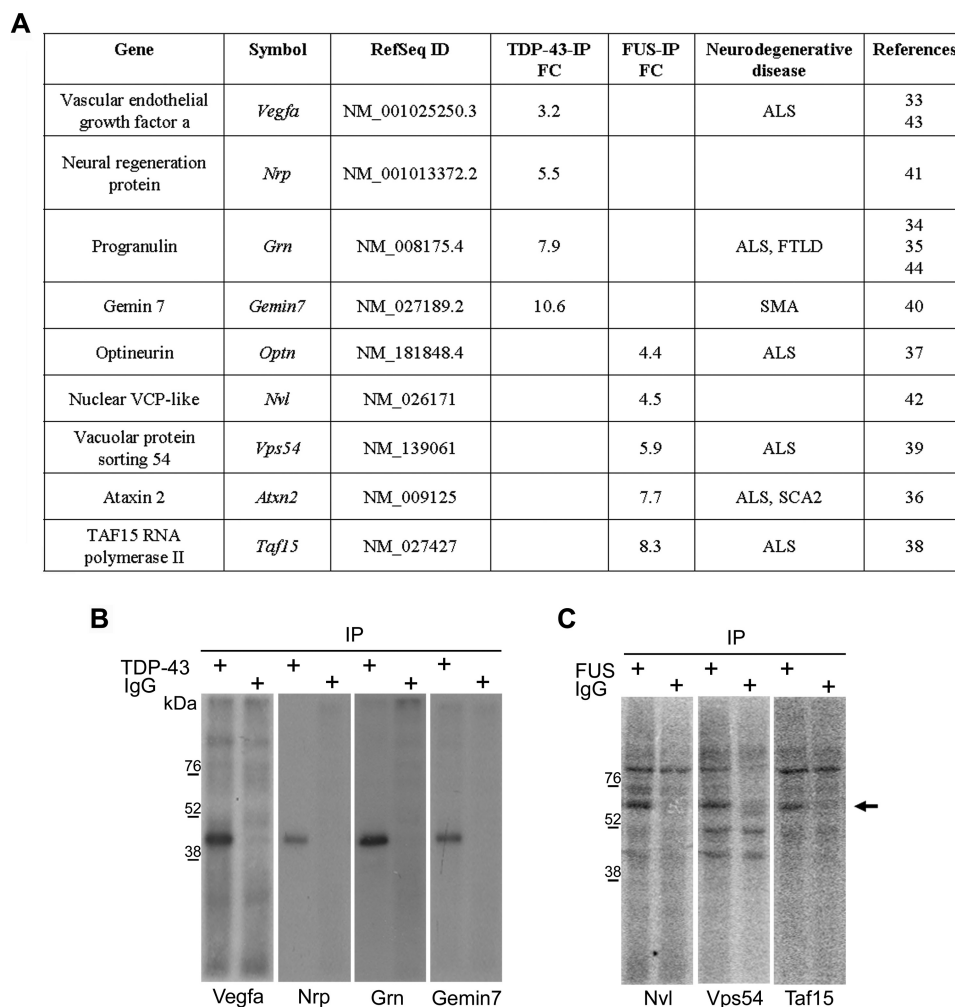 A
Gene Symbol RefSeq ID TDP-43-IP FC FUS-IP FC Neurodegenerative disease References
Vascular endothelial growth factor a Vegfa NM_001025250.3 3.2 ALS 33 43
Neural regeneration protein Nrp NM_001013372.2 5.5 41
Progranulin Grn NM_008175.4 7.9 ALS, FTLD 34 35 44
Gemin 7 Gemin7 NM_027189.2 10.6 SMA 40
Optineurin Optn NM_181848.4 4.4 ALS 37
Nuclear VCP-like Nvl NM_026171 4.5 42
Vacuolar protein sorting 54 Vps54 NM_139061 5.9 ALS 39
Ataxin 2 Atxn2 NM_009125 7.7 ALS, SCA2 36
TAF15 RNA polymerase II Taf15 NM_027427 8.3 ALS 38
B
IP
TDP-43 + + + +
IgG + + + +
kDa
76
52
38
Vegfa Nrp Grn Gemin7
C
IP
FUS + + +
IgG + + +
76
52
38
Nvl Vps54 Taf15